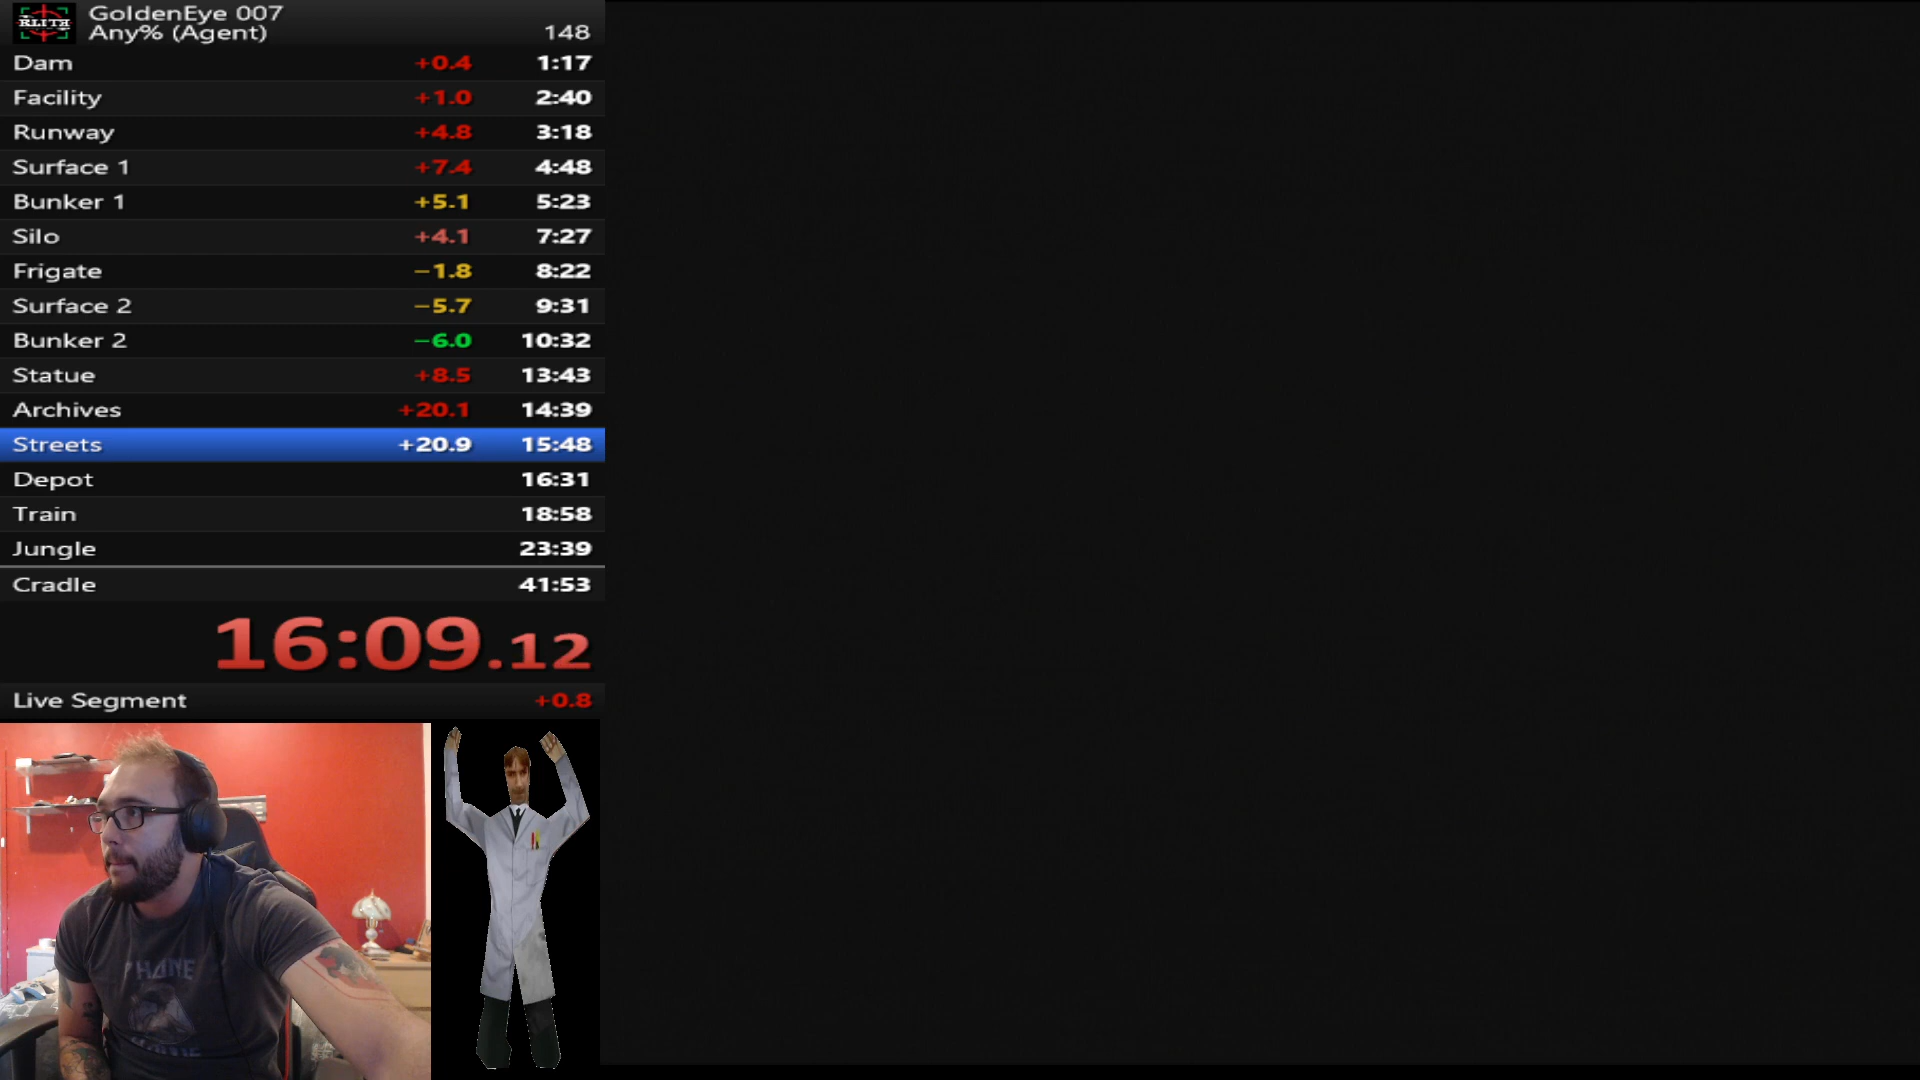 RLITH
GoldenEye 007
Any% (Agent) 148
Dam +0.4 1:17
Facility +1.0 2:40
Runway +4.8 3:18
Surface 1 +7.4 4:48
Bunker 1 +5.1 5:23
Silo +4.1 7:27
Frigate −1.8 8:22
Surface 2 −5.7 9:31
Bunker 2 −6.0 10:32
Statue +8.5 13:43
Archives +20.1 14:39
Streets +20.9 15:48
Depot 16:31
Train 18:58
Jungle 23:39
Cradle 41:53
16:09.12
Live Segment +0.8